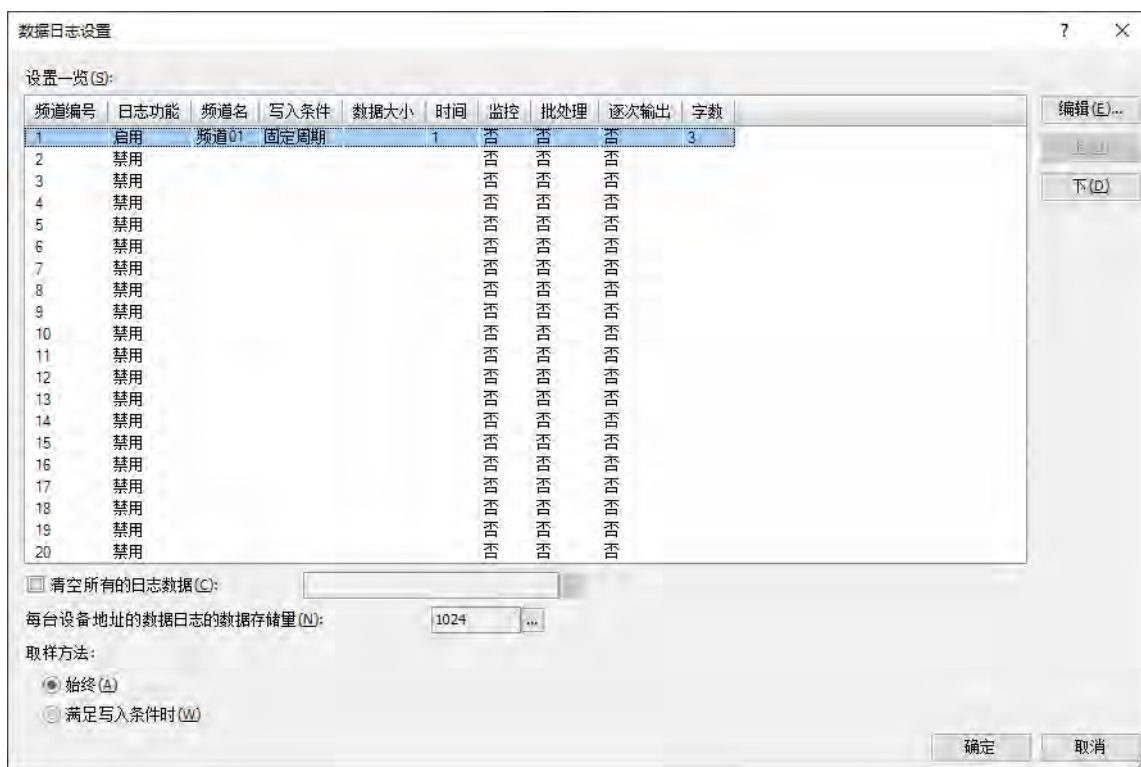 数据日志设置 ? ×
设置一览(S):
频道编号 日志功能 频道名 写入条件 数据大小 时间 监控 批处理 逐次输出 字数
1 启用 频道01 固定周期 1 否 否 否 3
2 禁用 否 否 否
3 禁用 否 否 否
4 禁用 否 否 否
5 禁用 否 否 否
6 禁用 否 否 否
7 禁用 否 否 否
8 禁用 否 否 否
9 禁用 否 否 否
10 禁用 否 否 否
11 禁用 否 否 否
12 禁用 否 否 否
13 禁用 否 否 否
14 禁用 否 否 否
15 禁用 否 否 否
16 禁用 否 否 否
17 禁用 否 否 否
18 禁用 否 否 否
19 禁用 否 否 否
20 禁用 否 否 否
编辑(E)...
下(D)
清空所有的日志数据(C):
每台设备地址的数据日志的数据存储量(N): 1024 ...
取样方法:
始终(A)
满足写入条件时(W)
确定 取消